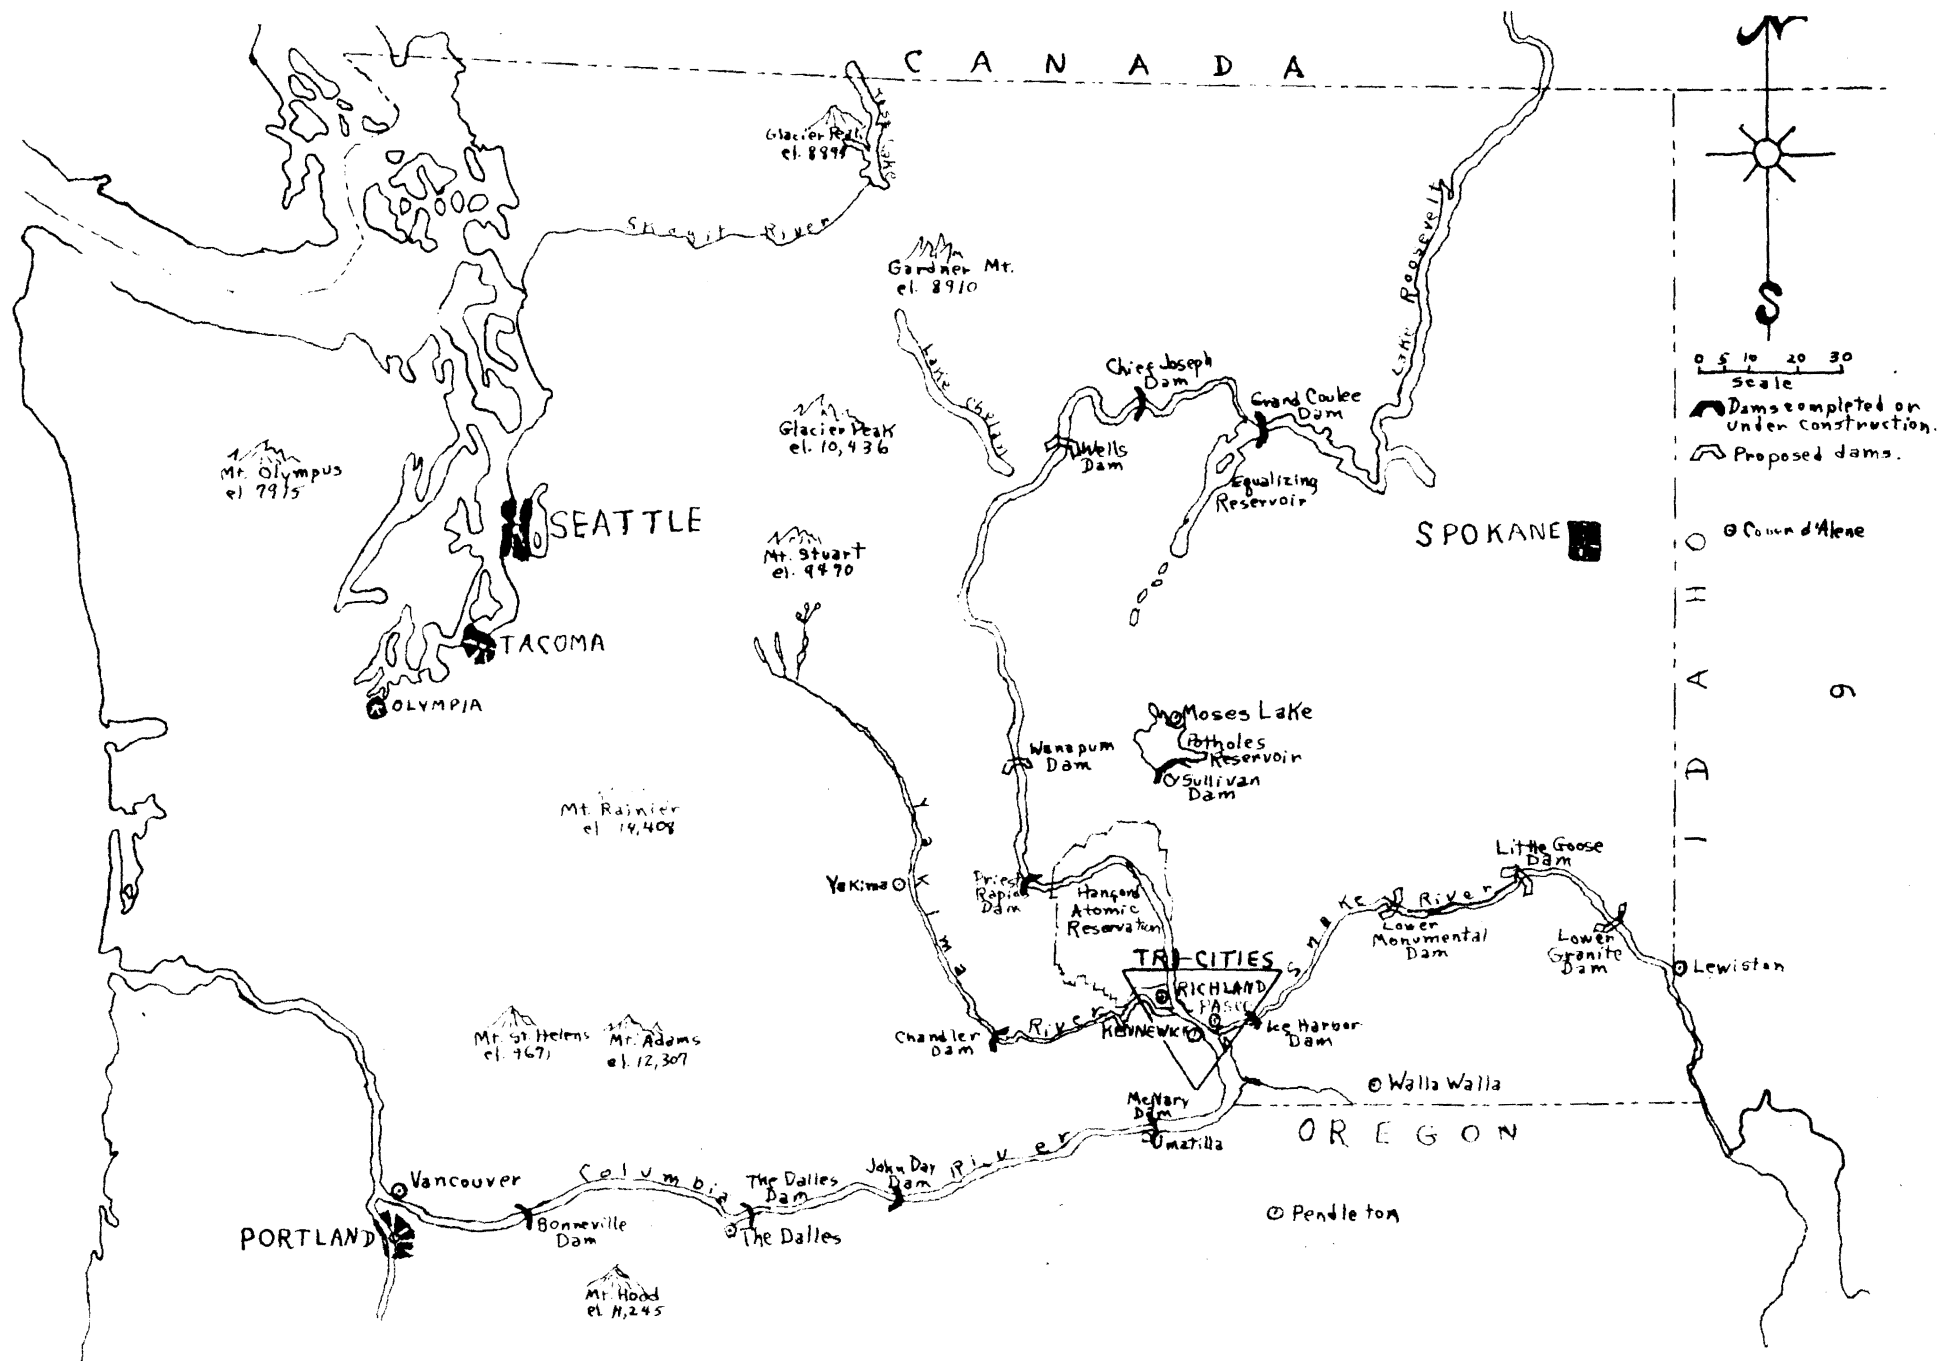 N
CANADA
Glacier Peak
el. 889
Lake
Skagit River
Gardner Mt.
el. 8910
Lake Roosevelt
S
Lake Chelan
Chief Joseph
Dam
0 5 10 20 30
Scale
Dams completed or
under construction.
Proposed dams.
Grand Coulee
Dam
Glacier Peak
el. 10,436
Wells
Dam
Mt. Olympus
el 7915
Equalizing
Reservoir
SEATTLE
SPOKANE
Couer d'Alene
Mt. Stuart
el. 9470
IDAHO
TACOMA
OLYMPIA
6
Moses Lake
Potholes
Reservoir
O'Sullivan
Dam
Wanapum
Dam
Mt. Rainier
el 14,408
Yakima River
Yakima
Priest
Rapids
Dam
Hanford
Atomic
Reservation
Little Goose
Dam
Snake River
Lower
Monumental
Dam
Lower
Granite
Dam
Lewiston
TRI-CITIES
RICHLAND
PASCO
KENNEWICK
Ice Harbor
Dam
Chandler
Dam
Mt. St. Helens
el. 9671
Mt. Adams
el. 12,307
Walla Walla
McNary
Dam
Umatilla
OREGON
Columbia River
Vancouver
The Dalles
Dam
John Day
Dam
PORTLAND
Bonneville
Dam
The Dalles
Pendleton
Mt. Hood
el. 11,245